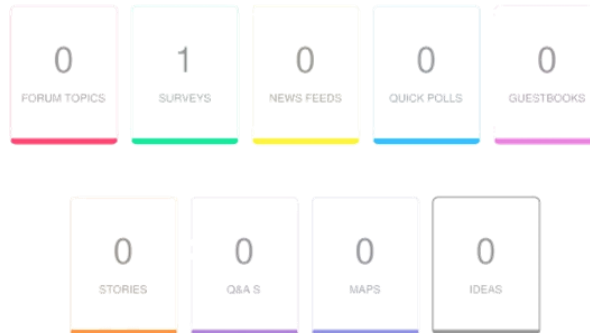 0 1 0 0 0
FORUM TOPICS SURVEYS NEWS FEEDS QUICK POLLS GUESTBOOKS
0 0 0 0
STORIES Q&A S MAPS IDEAS